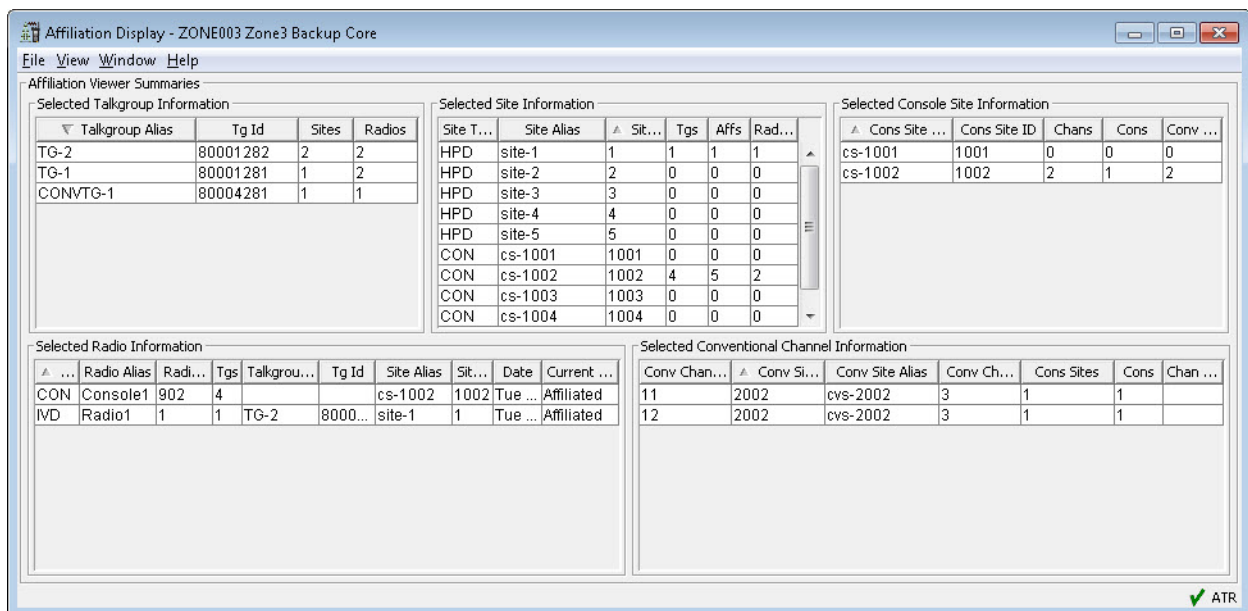 Affiliation Display - ZONE003 Zone3 Backup Core
File View Window Help
Affiliation Viewer Summaries
Selected Talkgroup Information
Talkgroup Alias Tg Id Sites Radios
TG-2 80001282 2 2
TG-1 80001281 1 2
CONVTG-1 80004281 1 1
Selected Site Information
Site T... Site Alias Sit... Tgs Affs Rad...
HPD site-1 1 1 1 1
HPD site-2 2 0 0 0
HPD site-3 3 0 0 0
HPD site-4 4 0 0 0
HPD site-5 5 0 0 0
CON cs-1001 1001 0 0 0
CON cs-1002 1002 4 5 2
CON cs-1003 1003 0 0 0
CON cs-1004 1004 0 0 0
Selected Console Site Information
Cons Site ... Cons Site ID Chans Cons Conv ...
cs-1001 1001 0 0 0
cs-1002 1002 2 1 2
Selected Radio Information
... Radio Alias Radi... Tgs Talkgrou... Tg Id Site Alias Sit... Date Current ...
CON Console1 902 4 cs-1002 1002 Tue ... Affiliated
IVD Radio1 1 1 TG-2 8000... site-1 1 Tue ... Affiliated
Selected Conventional Channel Information
Conv Chan... Conv Si... Conv Site Alias Conv Ch... Cons Sites Cons Chan ...
11 2002 cvs-2002 3 1 1
12 2002 cvs-2002 3 1 1
ATR